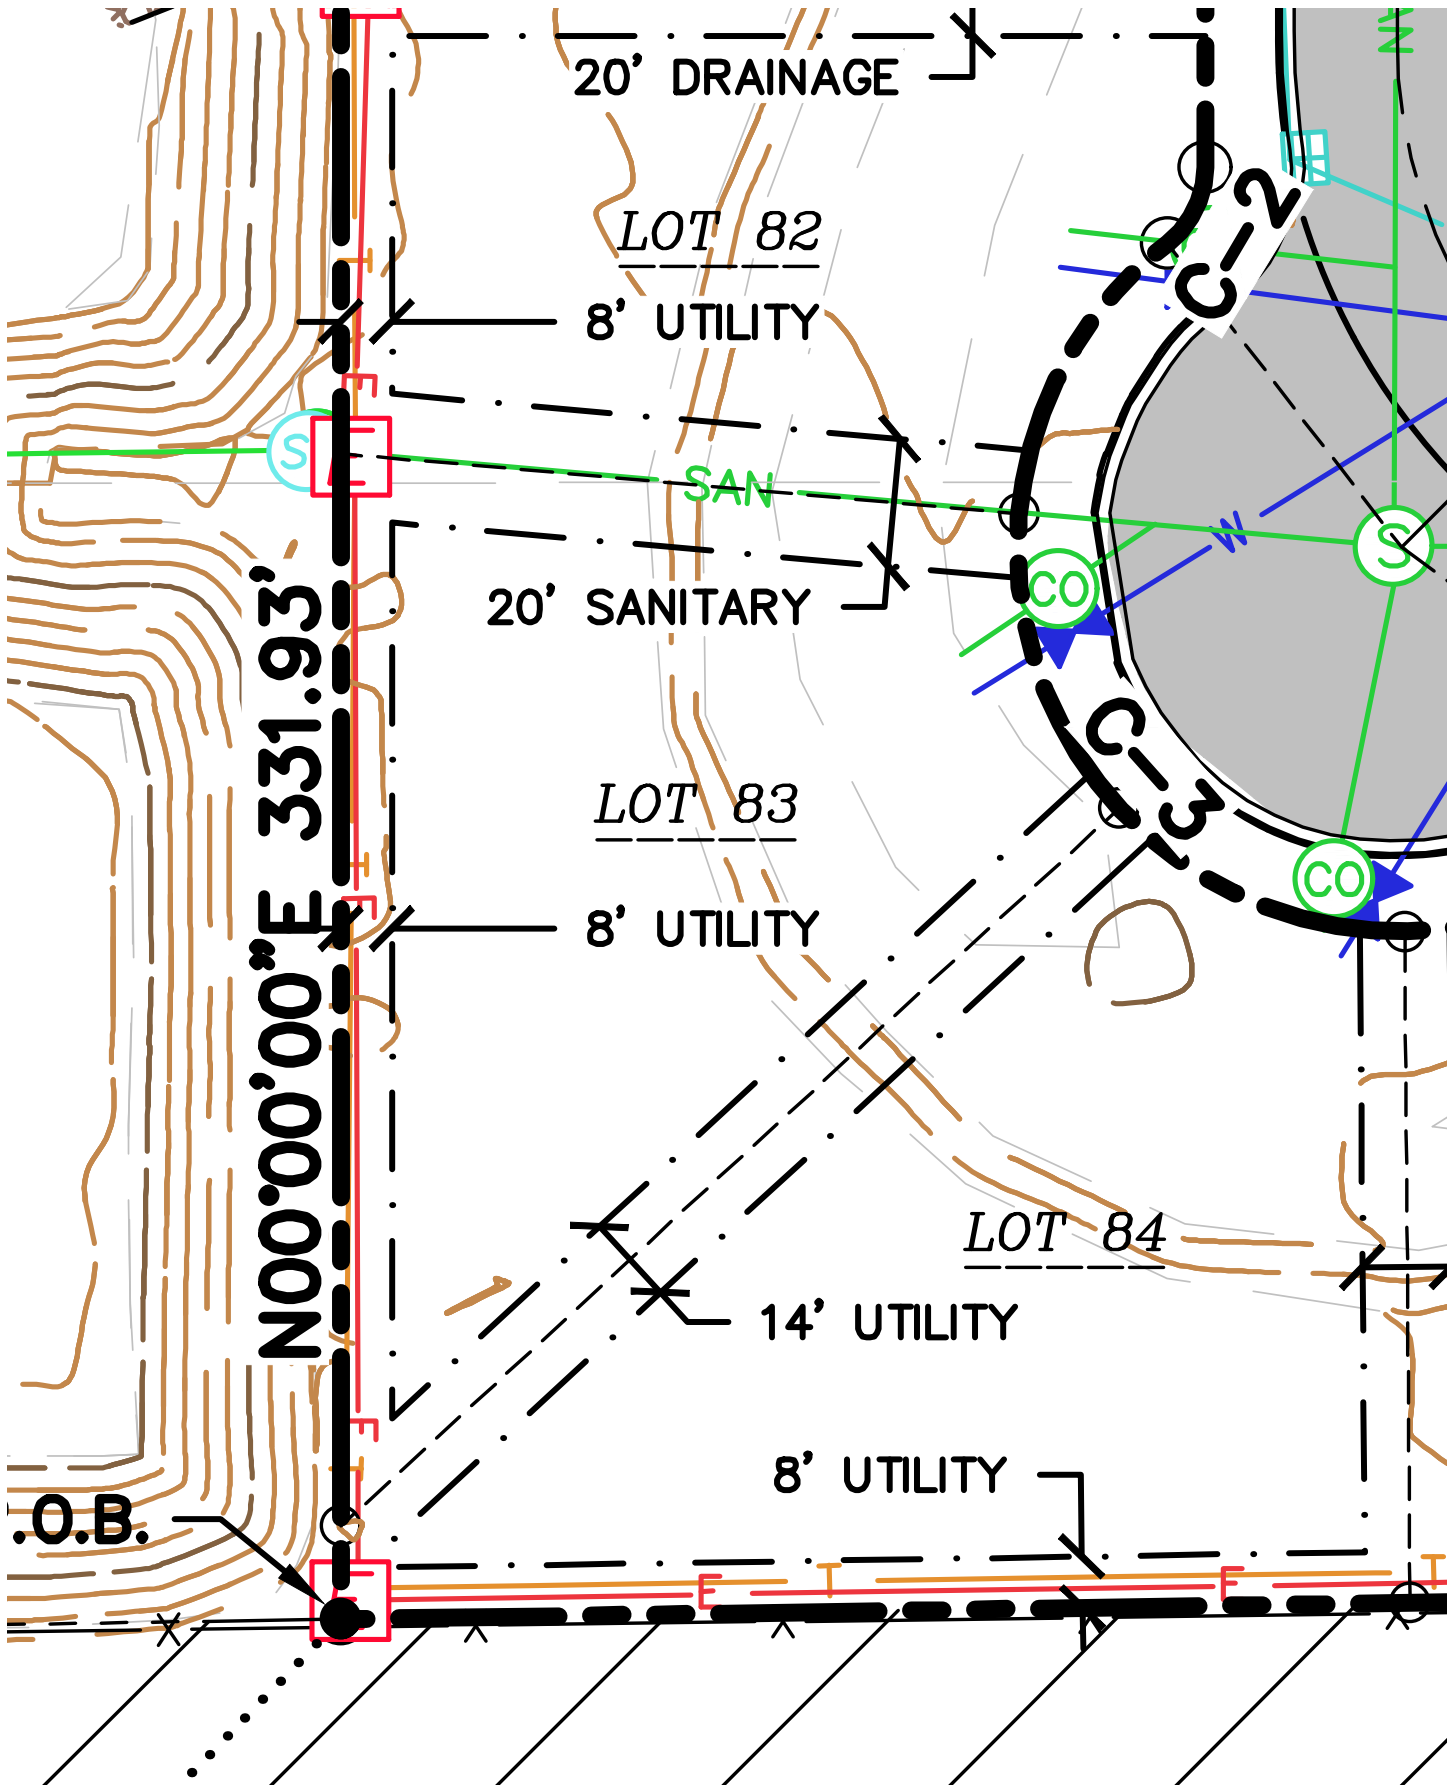 20' DRAINAGE
C-2
LOT 82
8' UTILITY
T
E
S
E
SAN
W
S
20' SANITARY
CO
N00°00'00"E 331.93'
C-3
LOT 83
T
E
CO
8' UTILITY
LOT 84
14' UTILITY
E
T
8' UTILITY
.O.B.
E
E
T
E
T